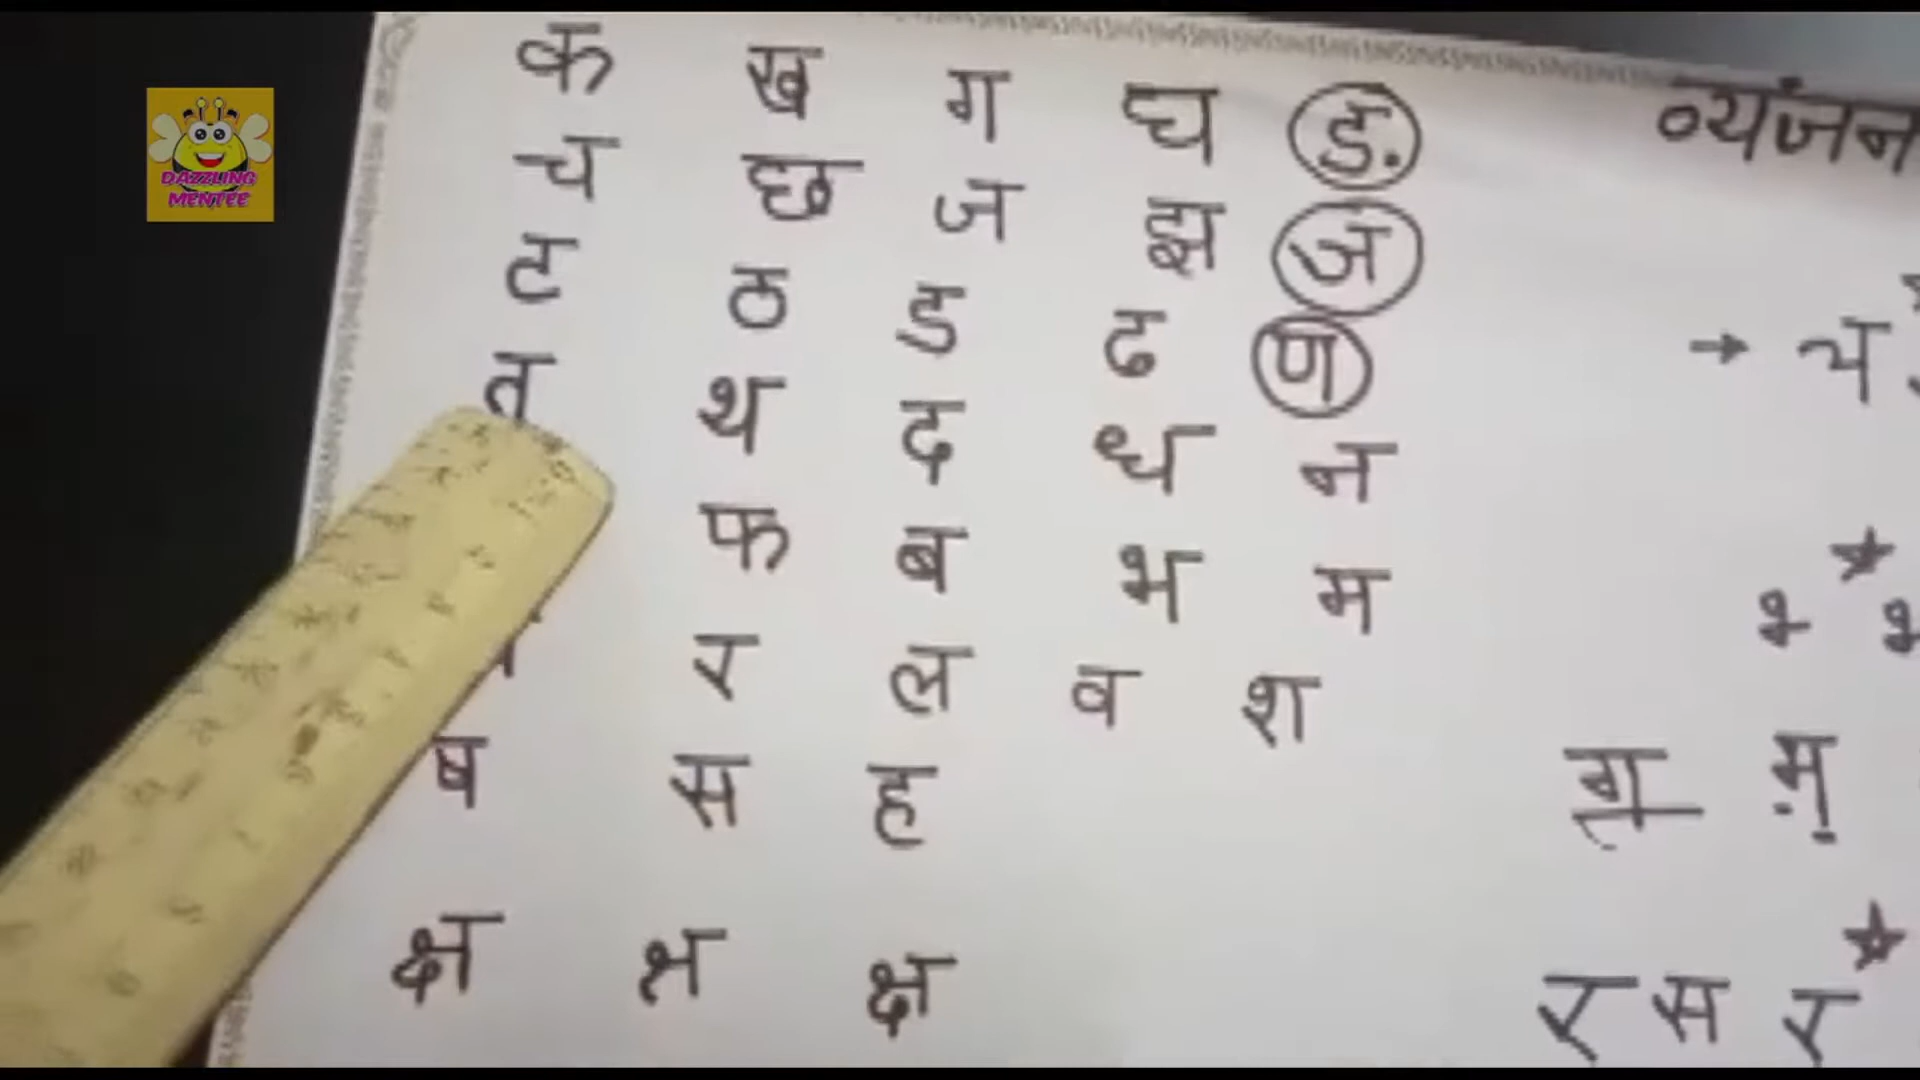 क ख ग घ ङ व्यंजन
च छ ज झ ज
ट ठ ड ढ ण → च
त थ द ध न
फ ब भ म
र ल व श
ष स ह
क्ष त्र क्ष
र स र
DAZZLING
MENTEE